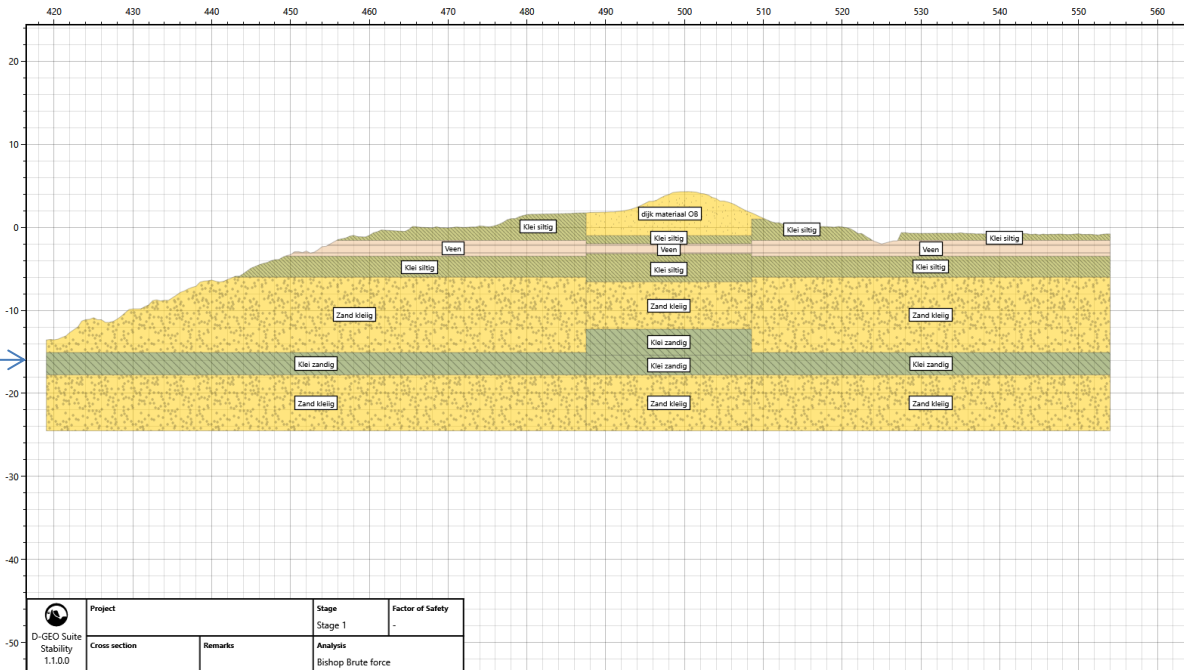 420 430 440 450 460 470 480 490 500 510 520 530 540 550 560
20
10
0
-10
-20
-30
-40
-50
dijk materiaal OB
Klei siltig
Klei siltig
Klei siltig
Klei siltig
Veen
Veen
Veen
Klei siltig
Klei siltig
Klei siltig
Zand kleiig
Zand kleiig
Zand kleiig
Klei zandig
Klei zandig
Klei zandig
Klei zandig
Zand kleiig
Zand kleiig
Zand kleiig
D-GEO Suite
Stability
1.1.0.0
Project
Stage
Stage 1
Factor of Safety
-
Cross section
Remarks
Analysis
Bishop Brute force